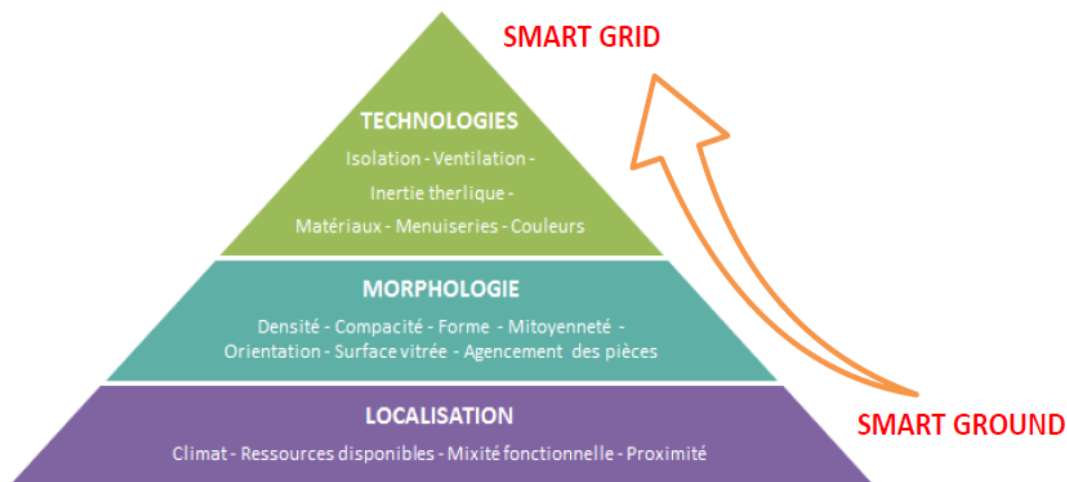 SMART GRID
TECHNOLOGIES
Isolation - Ventilation -
Inertie therlique -
Matériaux - Menuiseries - Couleurs
MORPHOLOGIE
Densité - Compacité - Forme - Mitoyenneté -
Orientation - Surface vitrée - Agencement des pièces
LOCALISATION
Climat - Ressources disponibles - Mixité fonctionnelle - Proximité
SMART GROUND